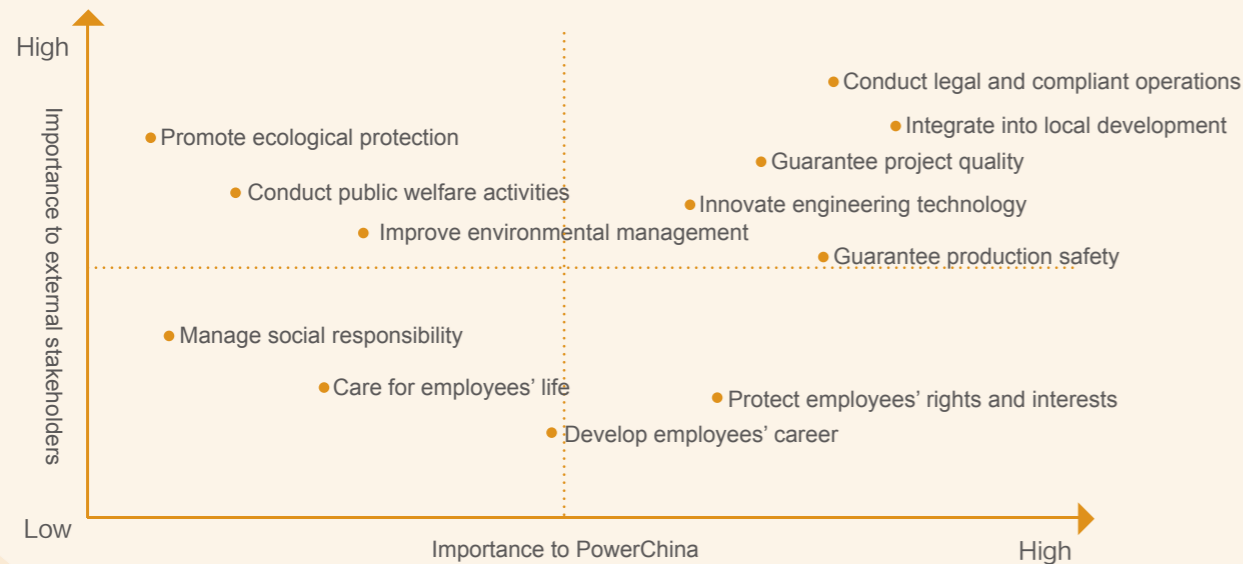 High
Conduct legal and compliant operations
Integrate into local development
Promote ecological protection
Guarantee project quality
Conduct public welfare activities
Innovate engineering technology
Improve environmental management
Guarantee production safety
Importance to external stakeholders
Manage social responsibility
Care for employees’ life
Protect employees’ rights and interests
Develop employees’ career
Low
Importance to PowerChina
High